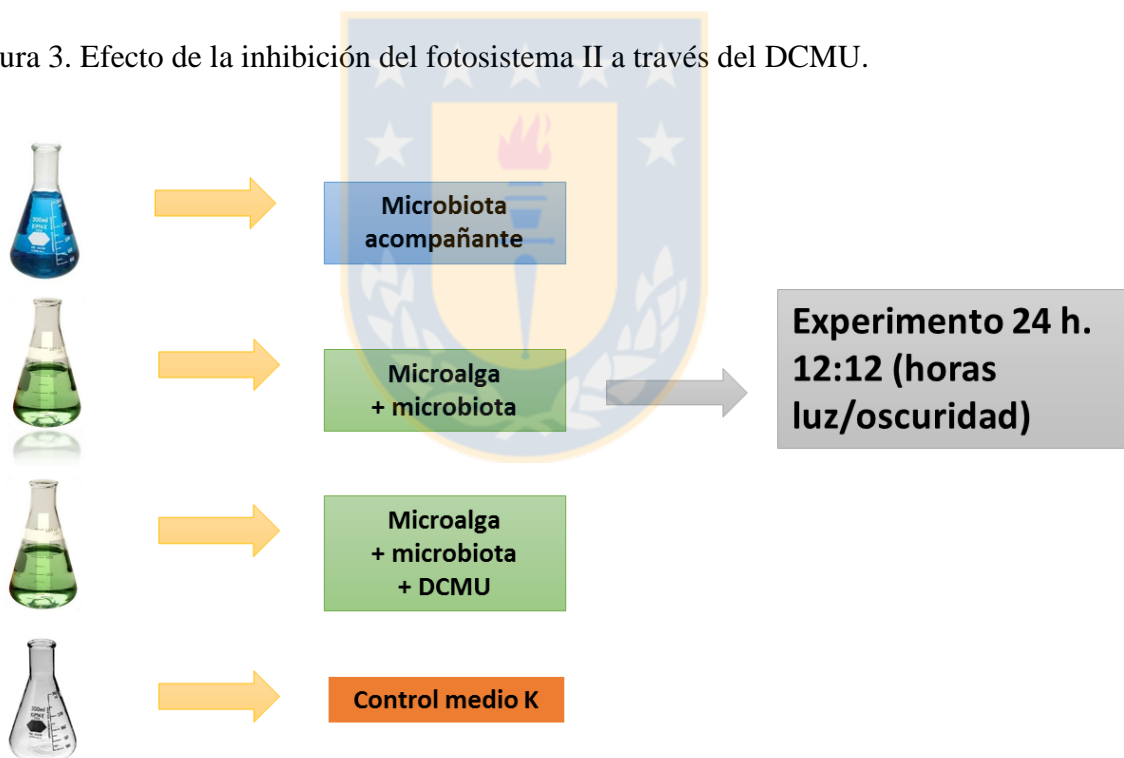 ura 3. Efecto de la inhibición del fotosistema II a través del DCMU.
Microbiota
acompañante
Microalga
+ microbiota
Experimento 24 h.
12:12 (horas
luz/oscuridad)
Microalga
+ microbiota
+ DCMU
Control medio K